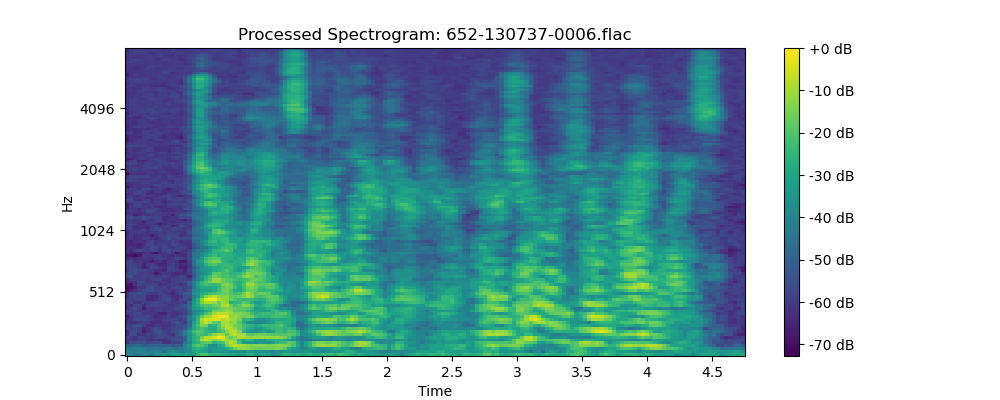 Processed Spectrogram: 652-130737-0006.flac
Hz
4096
2048
1024
512
0
0 0.5 1 1.5 2 2.5 3 3.5 4 4.5
Time
+0 dB
-10 dB
-20 dB
-30 dB
-40 dB
-50 dB
-60 dB
-70 dB